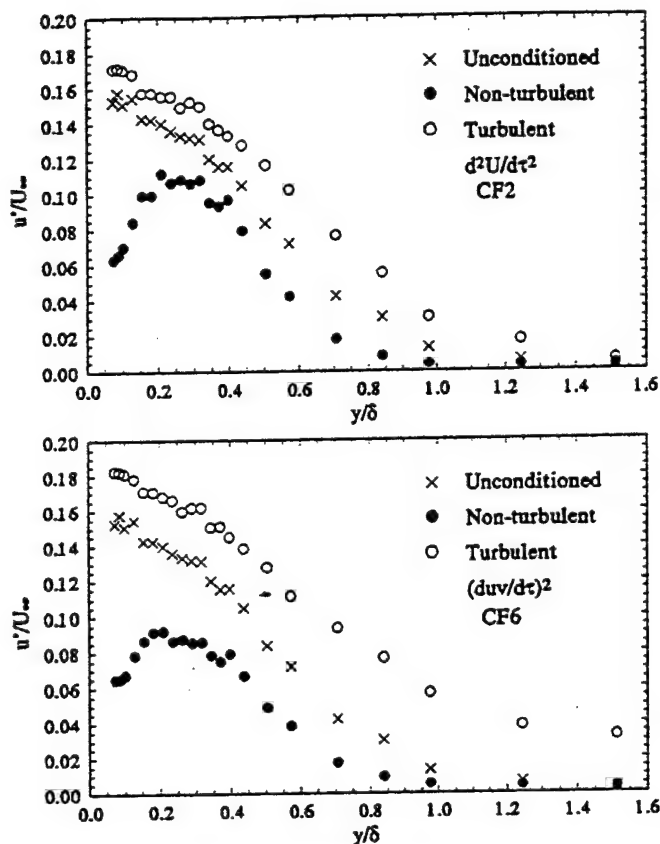 0.20
0.18
0.16
0.14
0.12
0.10
0.08
0.06
0.04
0.02
0.00
u'/U∞
× Unconditioned
● Non-turbulent
○ Turbulent
d²U/dτ²
CF2
0.0 0.2 0.4 0.6 0.8 1.0 1.2 1.4 1.6
y/δ
0.20
0.18
0.16
0.14
0.12
0.10
0.08
0.06
0.04
0.02
0.00
u'/U∞
× Unconditioned
● Non-turbulent
○ Turbulent
(duv/dτ)²
CF6
0.0 0.2 0.4 0.6 0.8 1.0 1.2 1.4 1.6
y/δ